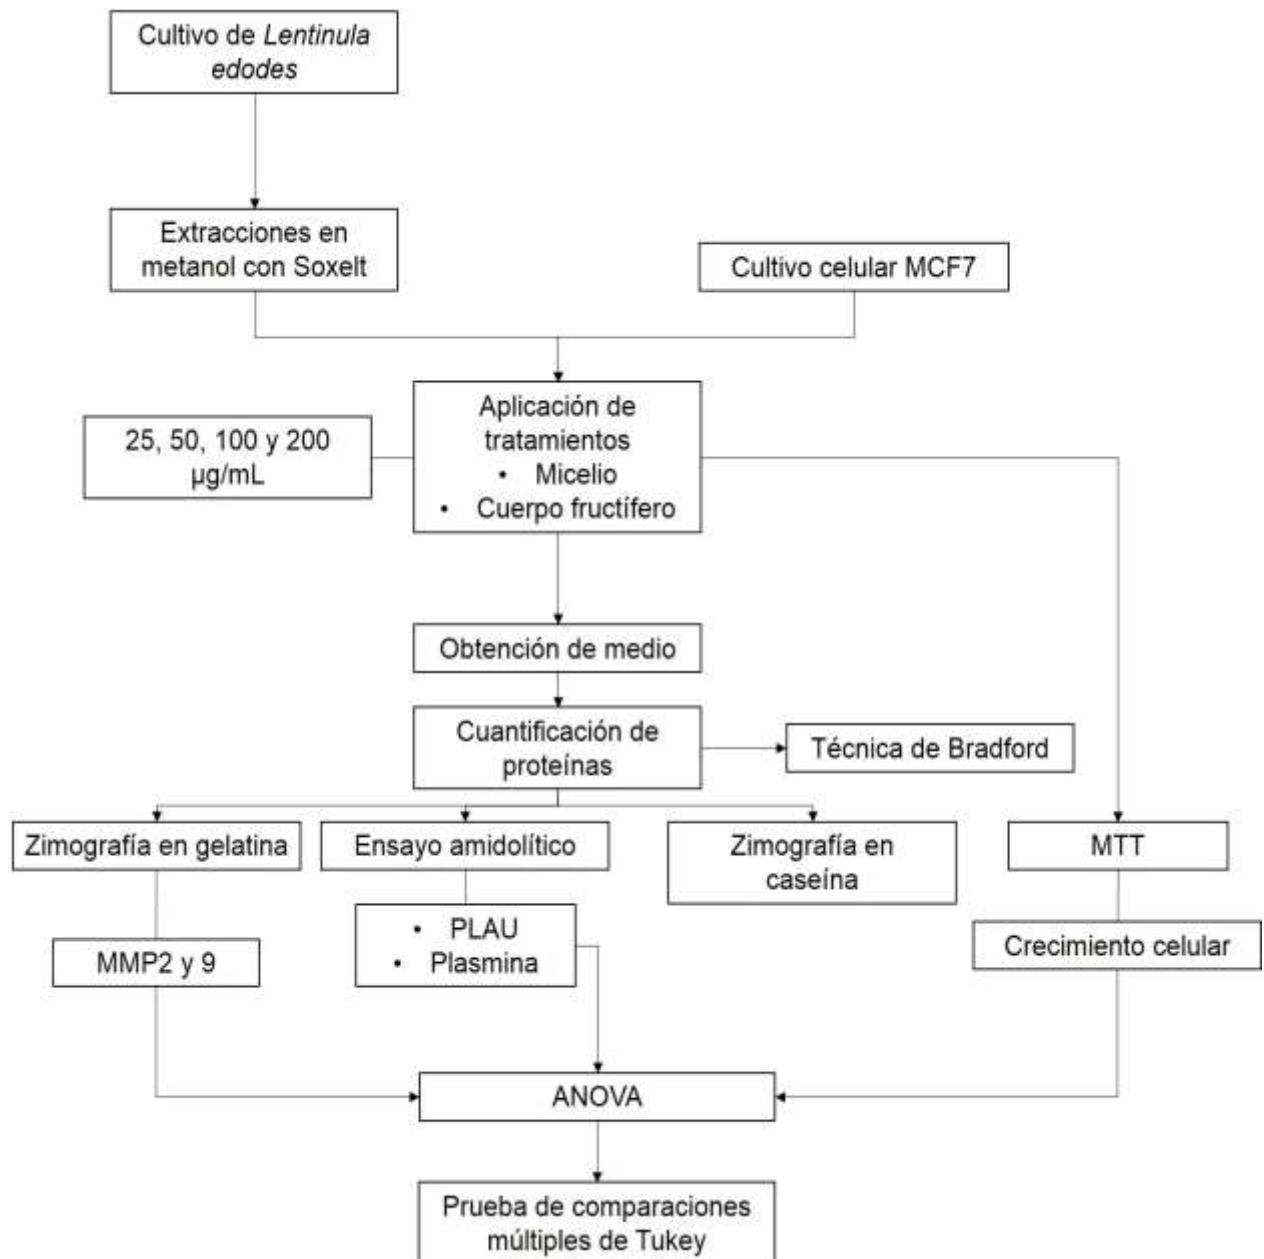 Cultivo de Lentinula
edodes
Extracciones en
metanol con Soxelt
Cultivo celular MCF7
Aplicación de
tratamientos
• Micelio
• Cuerpo fructífero
25, 50, 100 y 200
µg/mL
Obtención de medio
Cuantificación de
proteínas
Técnica de Bradford
Zimografía en gelatina
Ensayo amidolítico
Zimografía en
caseína
MTT
MMP2 y 9
• PLAU
• Plasmina
Crecimiento celular
ANOVA
Prueba de comparaciones
múltiples de Tukey